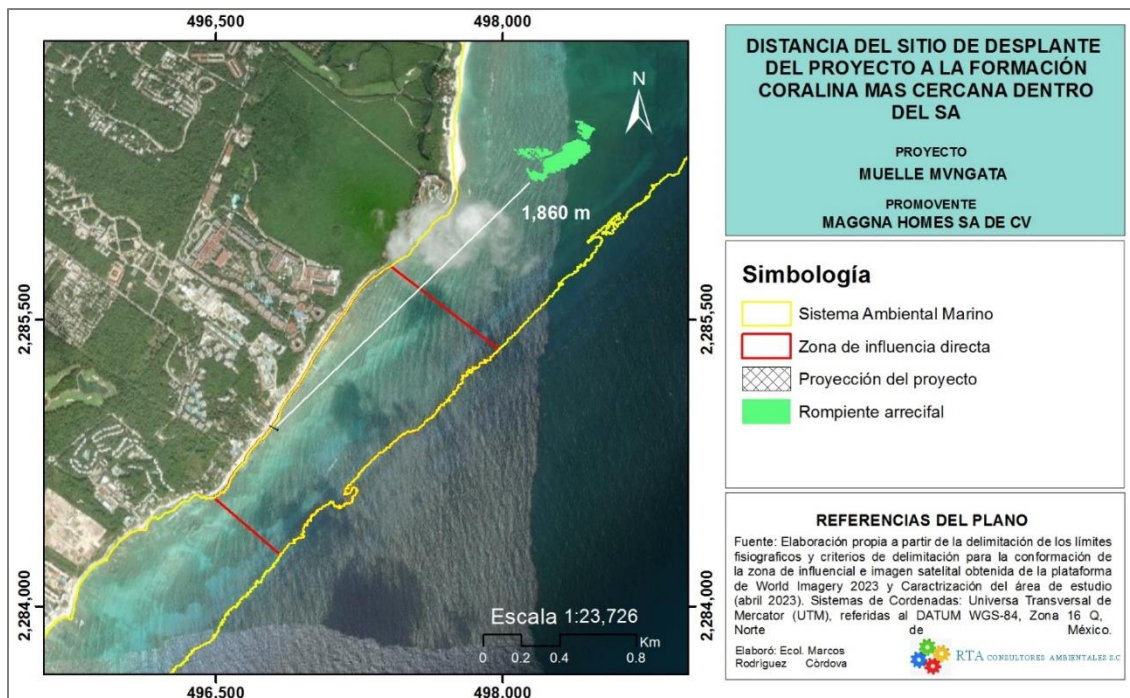 496,500 498,000
N
1,860 m
2,285,500 2,285,500
2,284,000 2,284,000
Escala 1:23,726
Km
0 0.2 0.4 0.8
496,500 498,000
DISTANCIA DEL SITIO DE DESPLANTE
DEL PROYECTO A LA FORMACIÓN
CORALINA MAS CERCANA DENTRO
DEL SA
PROYECTO
MUELLE MVNGATA
PROMOVENTE
MAGGNA HOMES SA DE CV
Simbología
Sistema Ambiental Marino
Zona de influencia directa
Proyección del proyecto
Rompiente arrecifal
REFERENCIAS DEL PLANO
Fuente: Elaboración propia a partir de la delimitación de los límites
fisiograficos y criterios de delimitación para la conformación de
la zona de influencial e imagen satelital obtenida de la plataforma
de World Imagery 2023 y Caractrización del área de estudio
(abril 2023). Sistemas de Cordenadas: Universa Transversal de
Mercator (UTM), referidas al DATUM WGS-84, Zona 16 Q,
Norte de México.
Elaboró: Ecol. Marcos
Rodriguez Còrdova
RTA CONSULTORES AMBIENTALES S.C